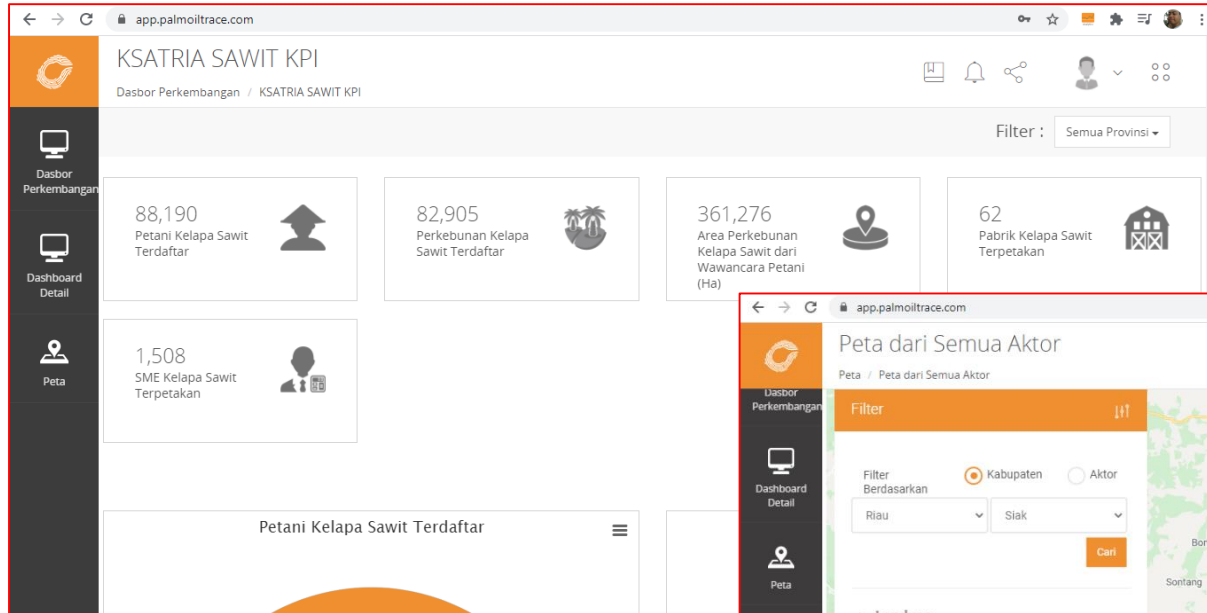 app.palmoiltrace.com
KSATRIA SAWIT KPI
Dasbor Perkembangan / KSATRIA SAWIT KPI
Filter :
Semua Provinsi
Dasbor
Perkembangan
Dashboard
Detail
Peta
88,190
Petani Kelapa Sawit
Terdaftar
82,905
Perkebunan Kelapa
Sawit Terdaftar
361,276
Area Perkebunan
Kelapa Sawit dari
Wawancara Petani
(Ha)
62
Pabrik Kelapa Sawit
Terpetakan
1,508
SME Kelapa Sawit
Terpetakan
Petani Kelapa Sawit Terdaftar
app.palmoiltrace.com
Peta dari Semua Aktor
Peta / Peta dari Semua Aktor
Dasbor
Perkembangan
Dashboard
Detail
Peta
Filter
Filter
Berdasarkan
Kabupaten
Aktor
Riau
Siak
Cari
Bon
Sontang